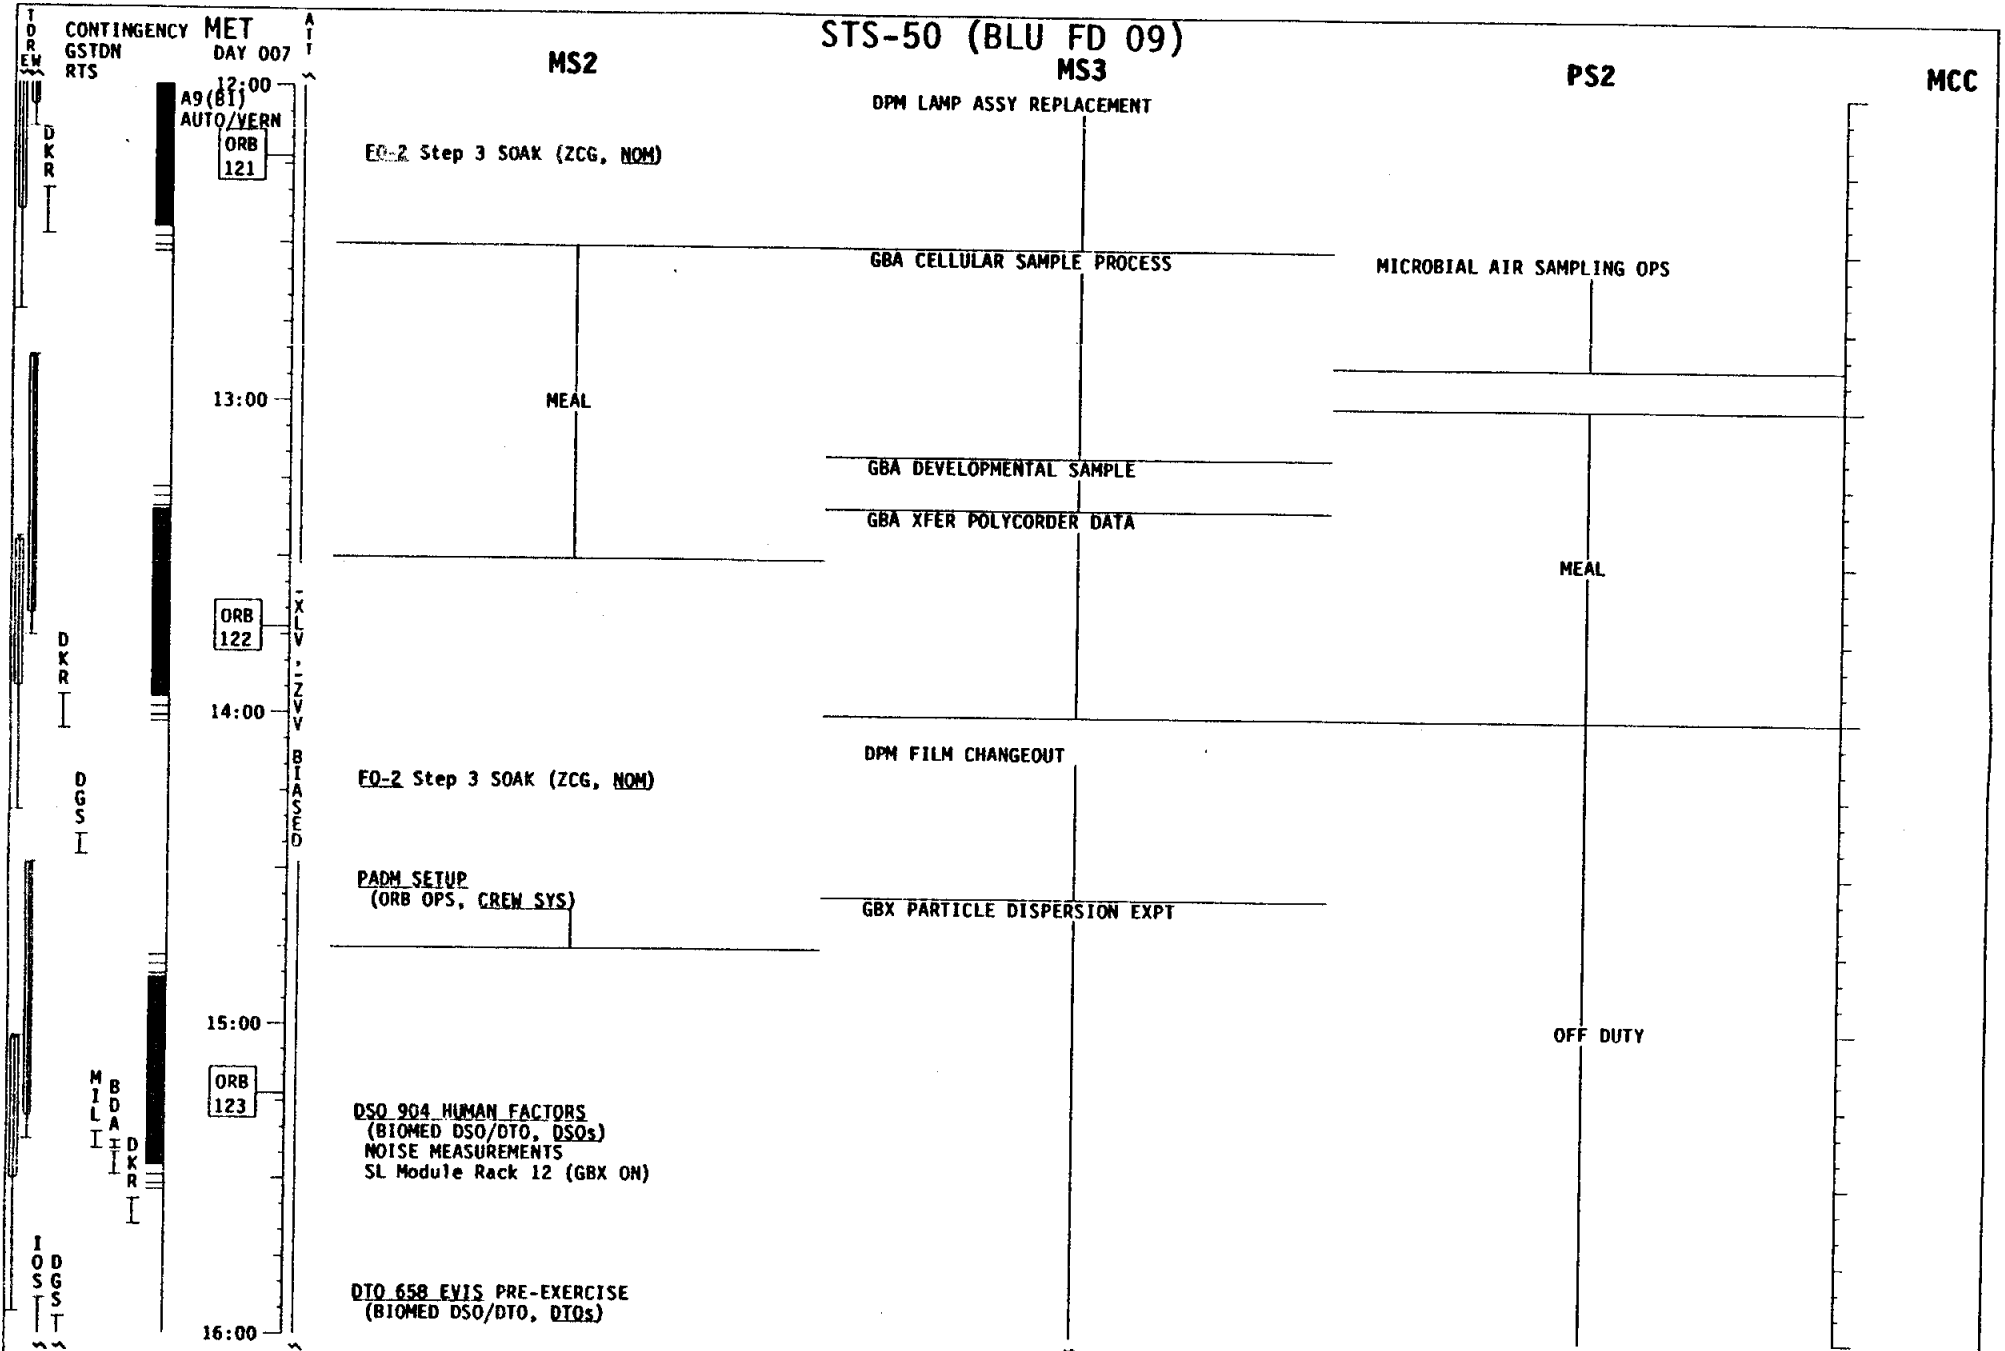 STS-50 (BLU FD 09)
TDRE W
CONTINGENCY
GSTDN
RTS
MET
DAY 007
ATT
MS2
MS3
PS2
MCC
12:00
A9(BI)
AUTO/VERN
DPM LAMP ASSY REPLACEMENT
DKR
ORB
121
FO-2 Step 3 SOAK (ZCG, NOM)
GBA CELLULAR SAMPLE PROCESS
MICROBIAL AIR SAMPLING OPS
13:00
MEAL
GBA DEVELOPMENTAL SAMPLE
GBA XFER POLYCORDER DATA
MEAL
-XLV,-ZVV BIASED
ORB
122
DKR
14:00
DPM FILM CHANGEOUT
FO-2 Step 3 SOAK (ZCG, NOM)
DGS
PADM SETUP
(ORB OPS, CREW SYS)
GBX PARTICLE DISPERSION EXPT
15:00
OFF DUTY
MIL
BDA
DKR
ORB
123
DSO 904 HUMAN FACTORS
(BIOMED DSO/DTO, DSOs)
NOISE MEASUREMENTS
SL Module Rack 12 (GBX ON)
IOS
DGS
DTO 658 EVIS PRE-EXERCISE
(BIOMED DSO/DTO, DTOs)
16:00